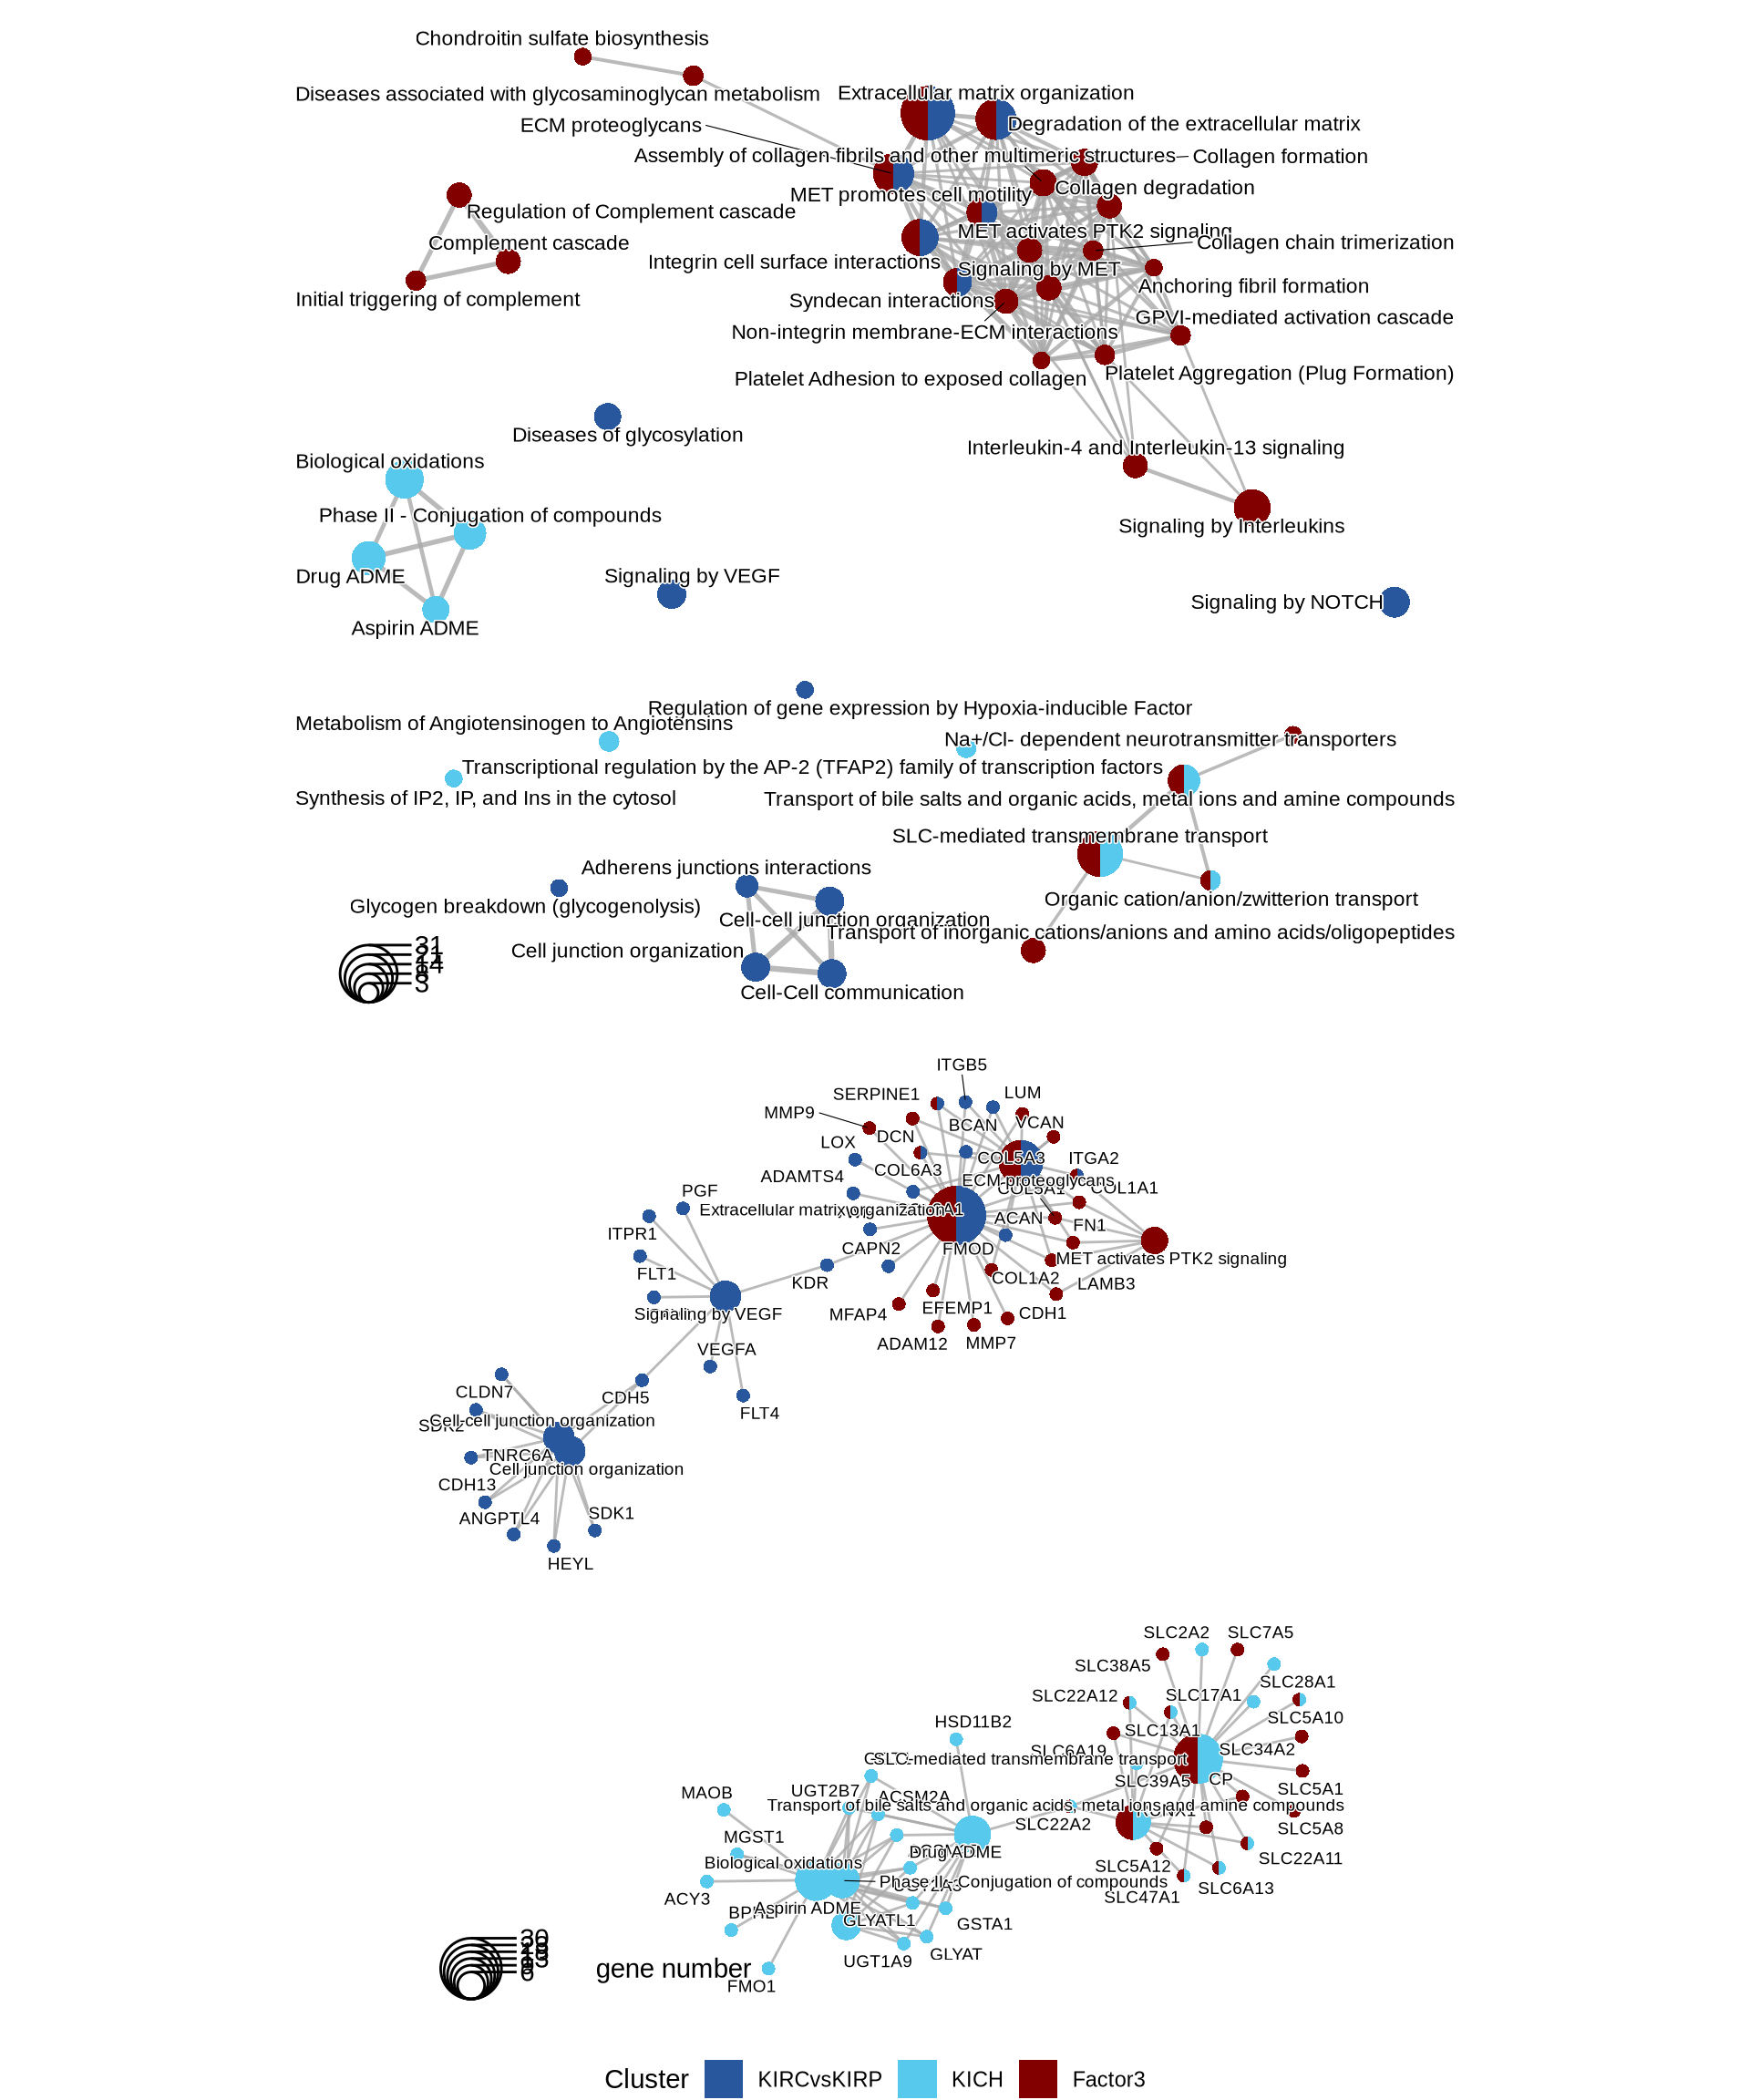 Chondroitin sulfate biosynthesis
Diseases associated with glycosaminoglycan metabolism
Extracellular matrix organization
ECM proteoglycans
Degradation of the extracellular matrix
Assembly of collagen fibrils and other multimeric structures
Collagen formation
MET promotes cell motility
Collagen degradation
Regulation of Complement cascade
Complement cascade
MET activates PTK2 signaling
Collagen chain trimerization
Integrin cell surface interactions
Signaling by MET
Initial triggering of complement
Anchoring fibril formation
Syndecan interactions
GPVI-mediated activation cascade
Non-integrin membrane-ECM interactions
Platelet Adhesion to exposed collagen
Platelet Aggregation (Plug Formation)
Diseases of glycosylation
Interleukin-4 and Interleukin-13 signaling
Biological oxidations
Phase II - Conjugation of compounds
Signaling by Interleukins
Drug ADME
Signaling by VEGF
Signaling by NOTCH
Aspirin ADME
Regulation of gene expression by Hypoxia-inducible Factor
Metabolism of Angiotensinogen to Angiotensins
Na+/Cl- dependent neurotransmitter transporters
Transcriptional regulation by the AP-2 (TFAP2) family of transcription factors
Synthesis of IP2, IP, and Ins in the cytosol
Transport of bile salts and organic acids, metal ions and amine compounds
SLC-mediated transmembrane transport
Adherens junctions interactions
Glycogen breakdown (glycogenolysis)
Organic cation/anion/zwitterion transport
Cell-cell junction organization
Transport of inorganic cations/anions and amino acids/oligopeptides
Cell junction organization
Cell-Cell communication
31
14
3
ITGB5
SERPINE1
LUM
MMP9
BCAN
VCAN
DCN
LOX
COL5A3
ITGA2
COL6A3
ADAMTS4
ECM proteoglycans
COL5A1
COL1A1
PGF
Extracellular matrix organization
ACAN
FN1
ITPR1
CAPN2
FMOD
MET activates PTK2 signaling
FLT1
KDR
COL1A2
LAMB3
Signaling by VEGF
MFAP4
EFEMP1
CDH1
ADAM12
MMP7
VEGFA
CLDN7
CDH5
FLT4
SDK2
Cell-cell junction organization
TNRC6A
Cell junction organization
CDH13
ANGPTL4
SDK1
HEYL
SLC2A2
SLC7A5
SLC38A5
SLC28A1
SLC22A12
SLC17A1
SLC5A10
HSD11B2
SLC13A1
SLC6A19
SLC34A2
SLC-mediated transmembrane transport
SLC39A5
CP
SLC5A1
MAOB
UGT2B7
ACSM2A
Transport of bile salts and organic acids, metal ions and amine compounds
SLC22A2
SLC5A8
MGST1
Drug ADME
SLC22A11
Biological oxidations
SLC5A12
Phase II - Conjugation of compounds
SLC6A13
ACY3
SLC47A1
Aspirin ADME
GLYATL1
GSTA1
GLYAT
UGT1A9
FMO1
30
gene number
Cluster
KIRCvsKIRP
KICH
Factor3